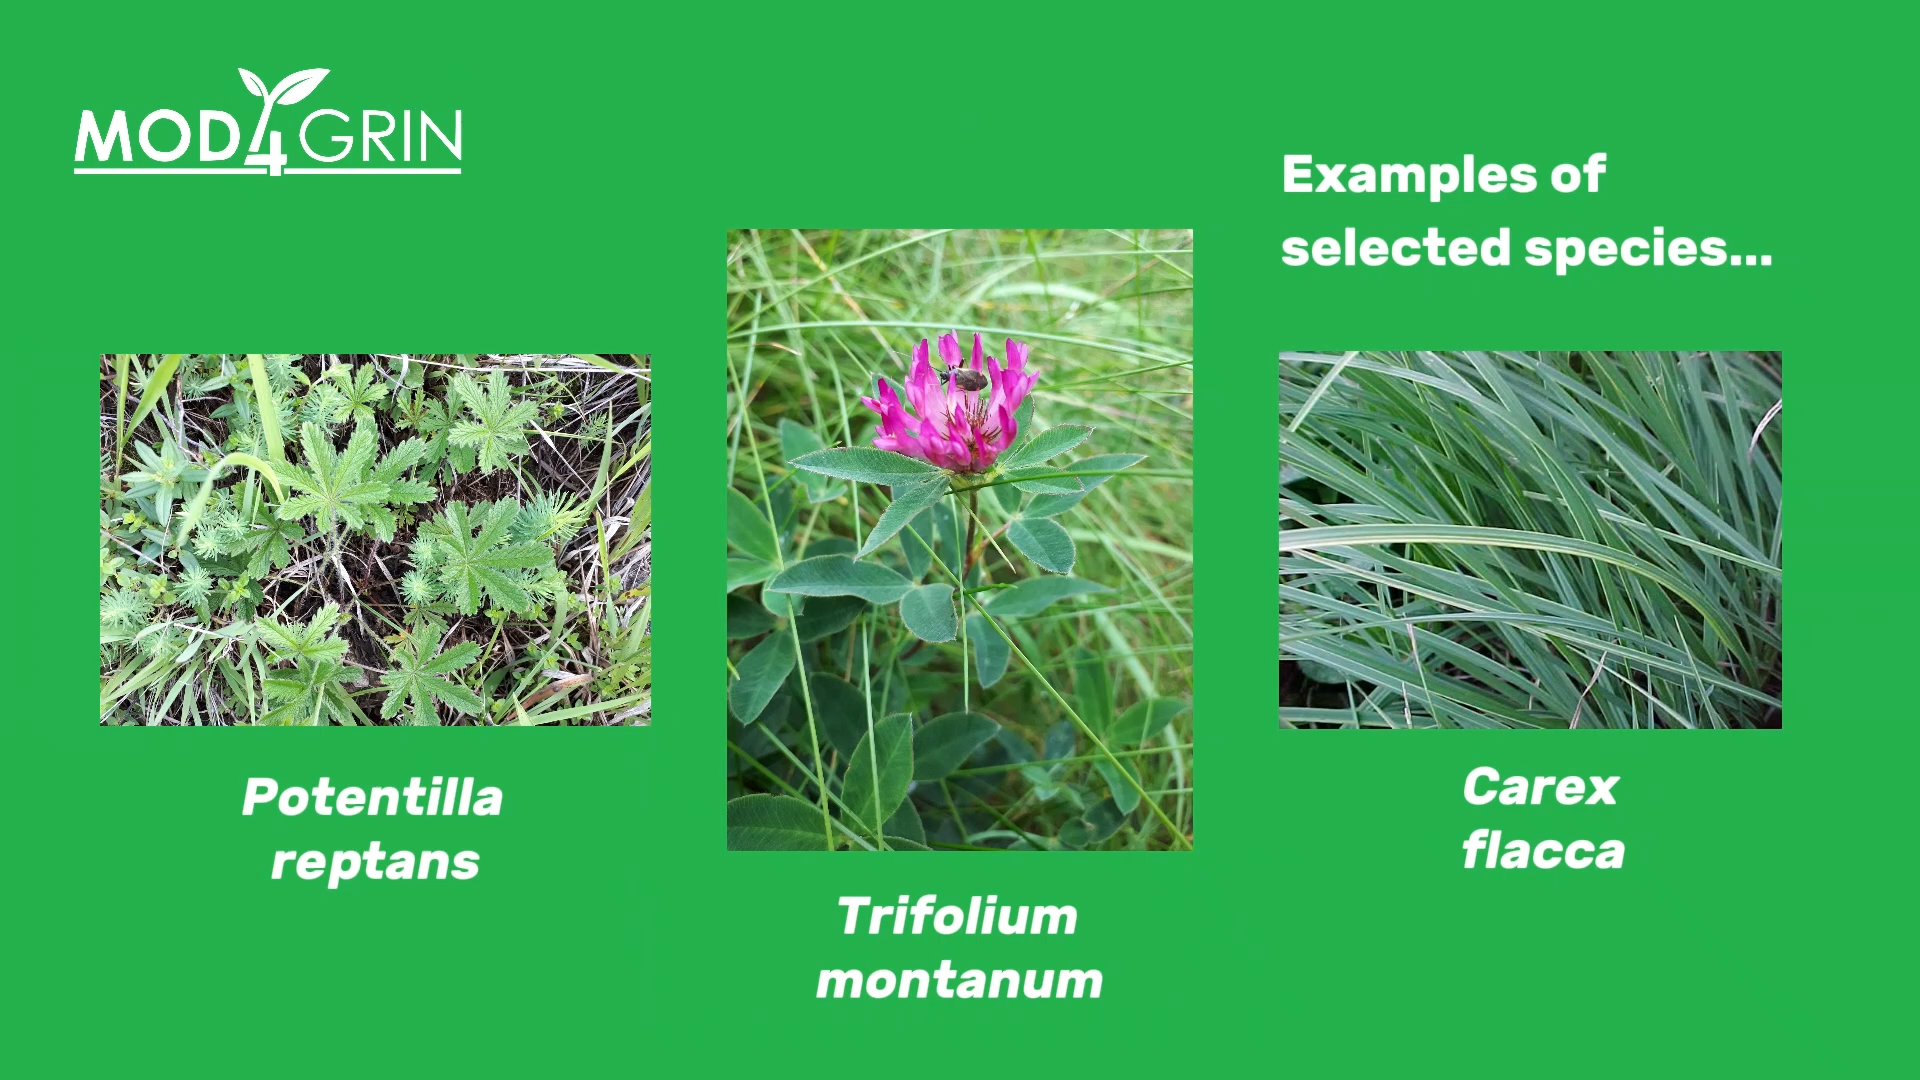 MOD4GRIN
Examples of
selected species...
Potentilla
reptans
Trifolium
montanum
Carex
flacca